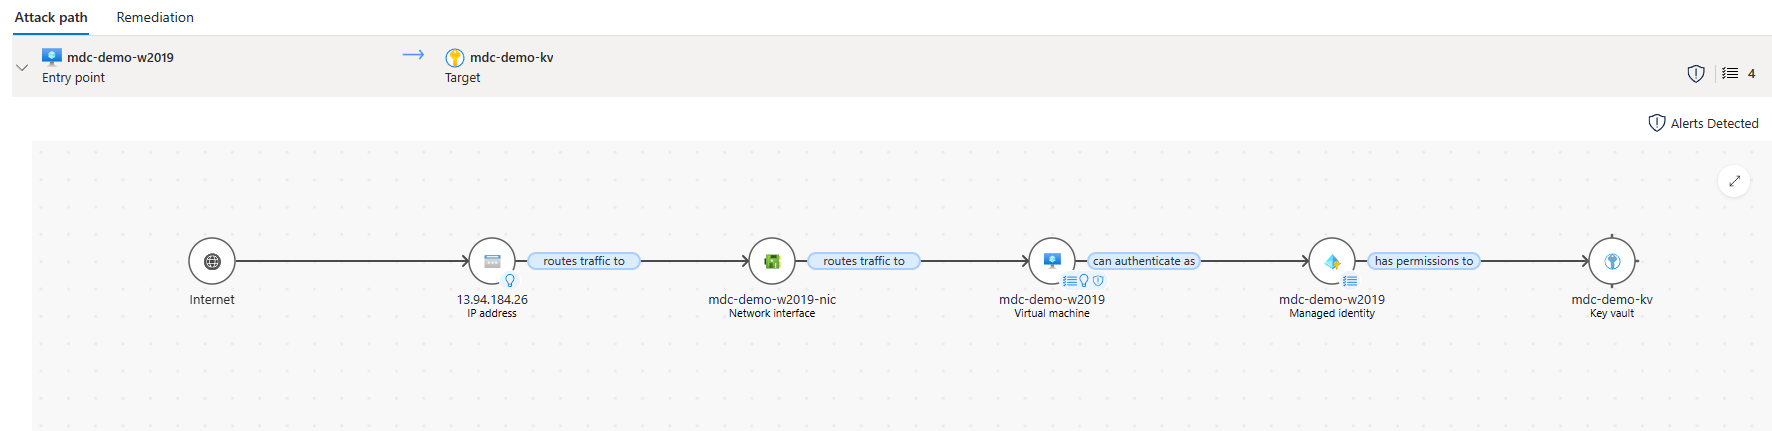 Attack path Remediation
mdc-demo-w2019 mdc-demo-kv
Entry point Target
4
Alerts Detected
routes traffic to routes traffic to can authenticate as has permissions to
Internet 13.94.184.26 mdc-demo-w2019-nic mdc-demo-w2019 mdc-demo-w2019 mdc-demo-kv
IP address Network interface Virtual machine Managed identity Key vault